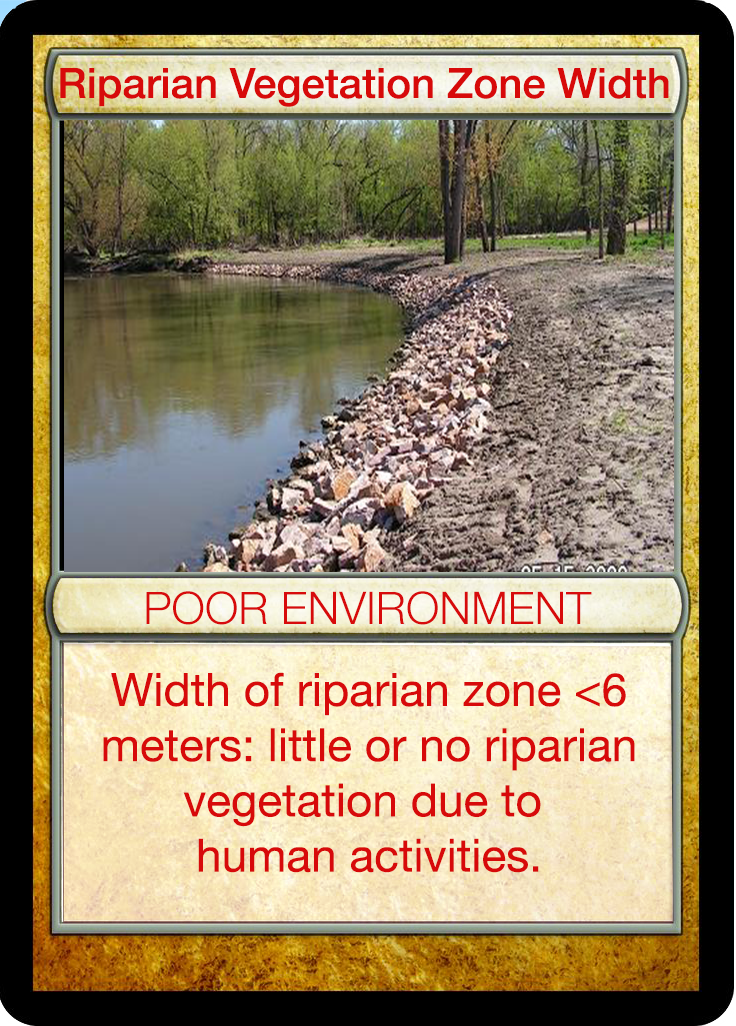 Riparian Vegetation Zone Width
POOR ENVIRONMENT
Width of riparian zone <6
meters: little or no riparian
vegetation due to
human activities.